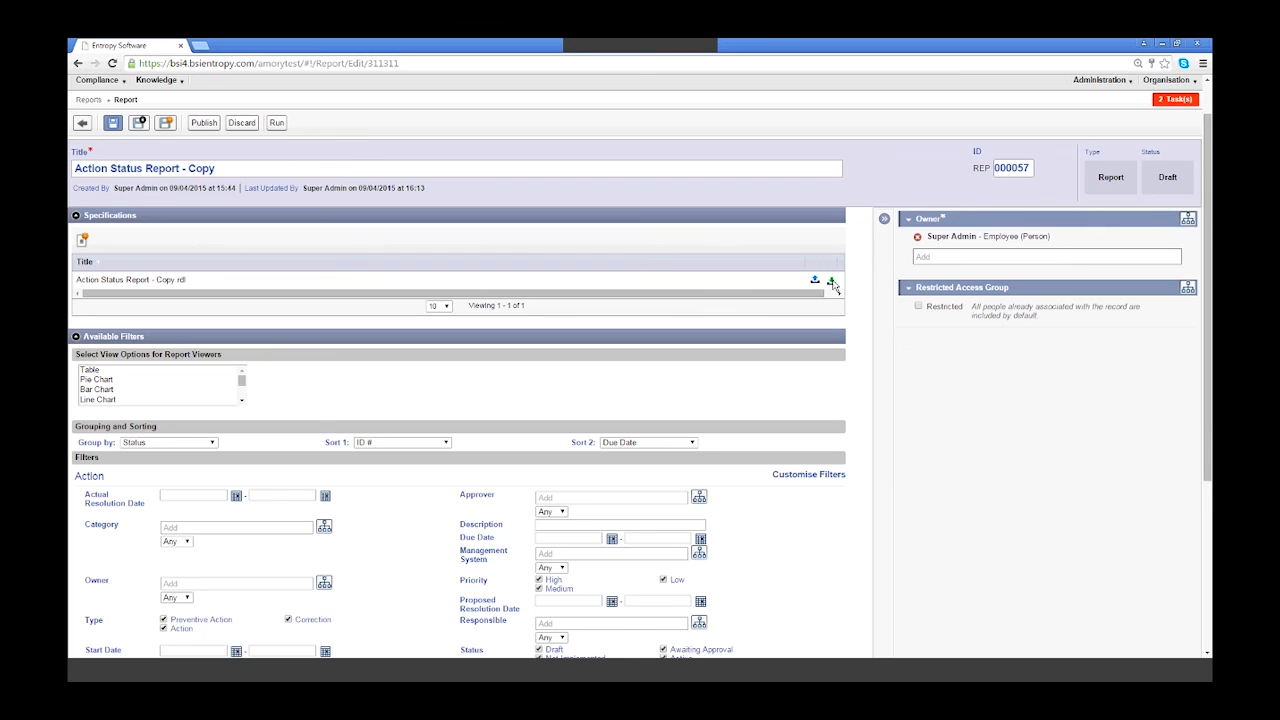 Entropy Software
https://bsi4.bsientropy.com/amorytest/#!/Report/Edit/311311
Compliance Knowledge Administration Organisation
Reports Report 2 Task(s)
Publish Discard Run
Title* ID Type Status
Action Status Report - Copy REP 000057 Report Draft
Created By Super Admin on 09/04/2015 at 15:44 | Last Updated By Super Admin on 09/04/2015 at 16:13
Specifications
Owner*
Super Admin - Employee (Person)
Add
Title
Action Status Report - Copy rdl
10 Viewing 1 - 1 of 1
Restricted Access Group
Restricted All people already associated with the record are
included by default.
Available Filters
Select View Options for Report Viewers
Table
Pie Chart
Bar Chart
Line Chart
Grouping and Sorting
Group by: Status Sort 1: ID # Sort 2: Due Date
Filters
Action Customise Filters
Actual
Resolution Date -
Category Add
Any
Owner Add
Any
Type Preventive Action Correction
Action
Start Date -
Approver Add
Any
Description
Due Date -
Management
System Add
Any
Priority High Low
Medium
Proposed
Resolution Date -
Responsible Add
Any
Status Draft Awaiting Approval